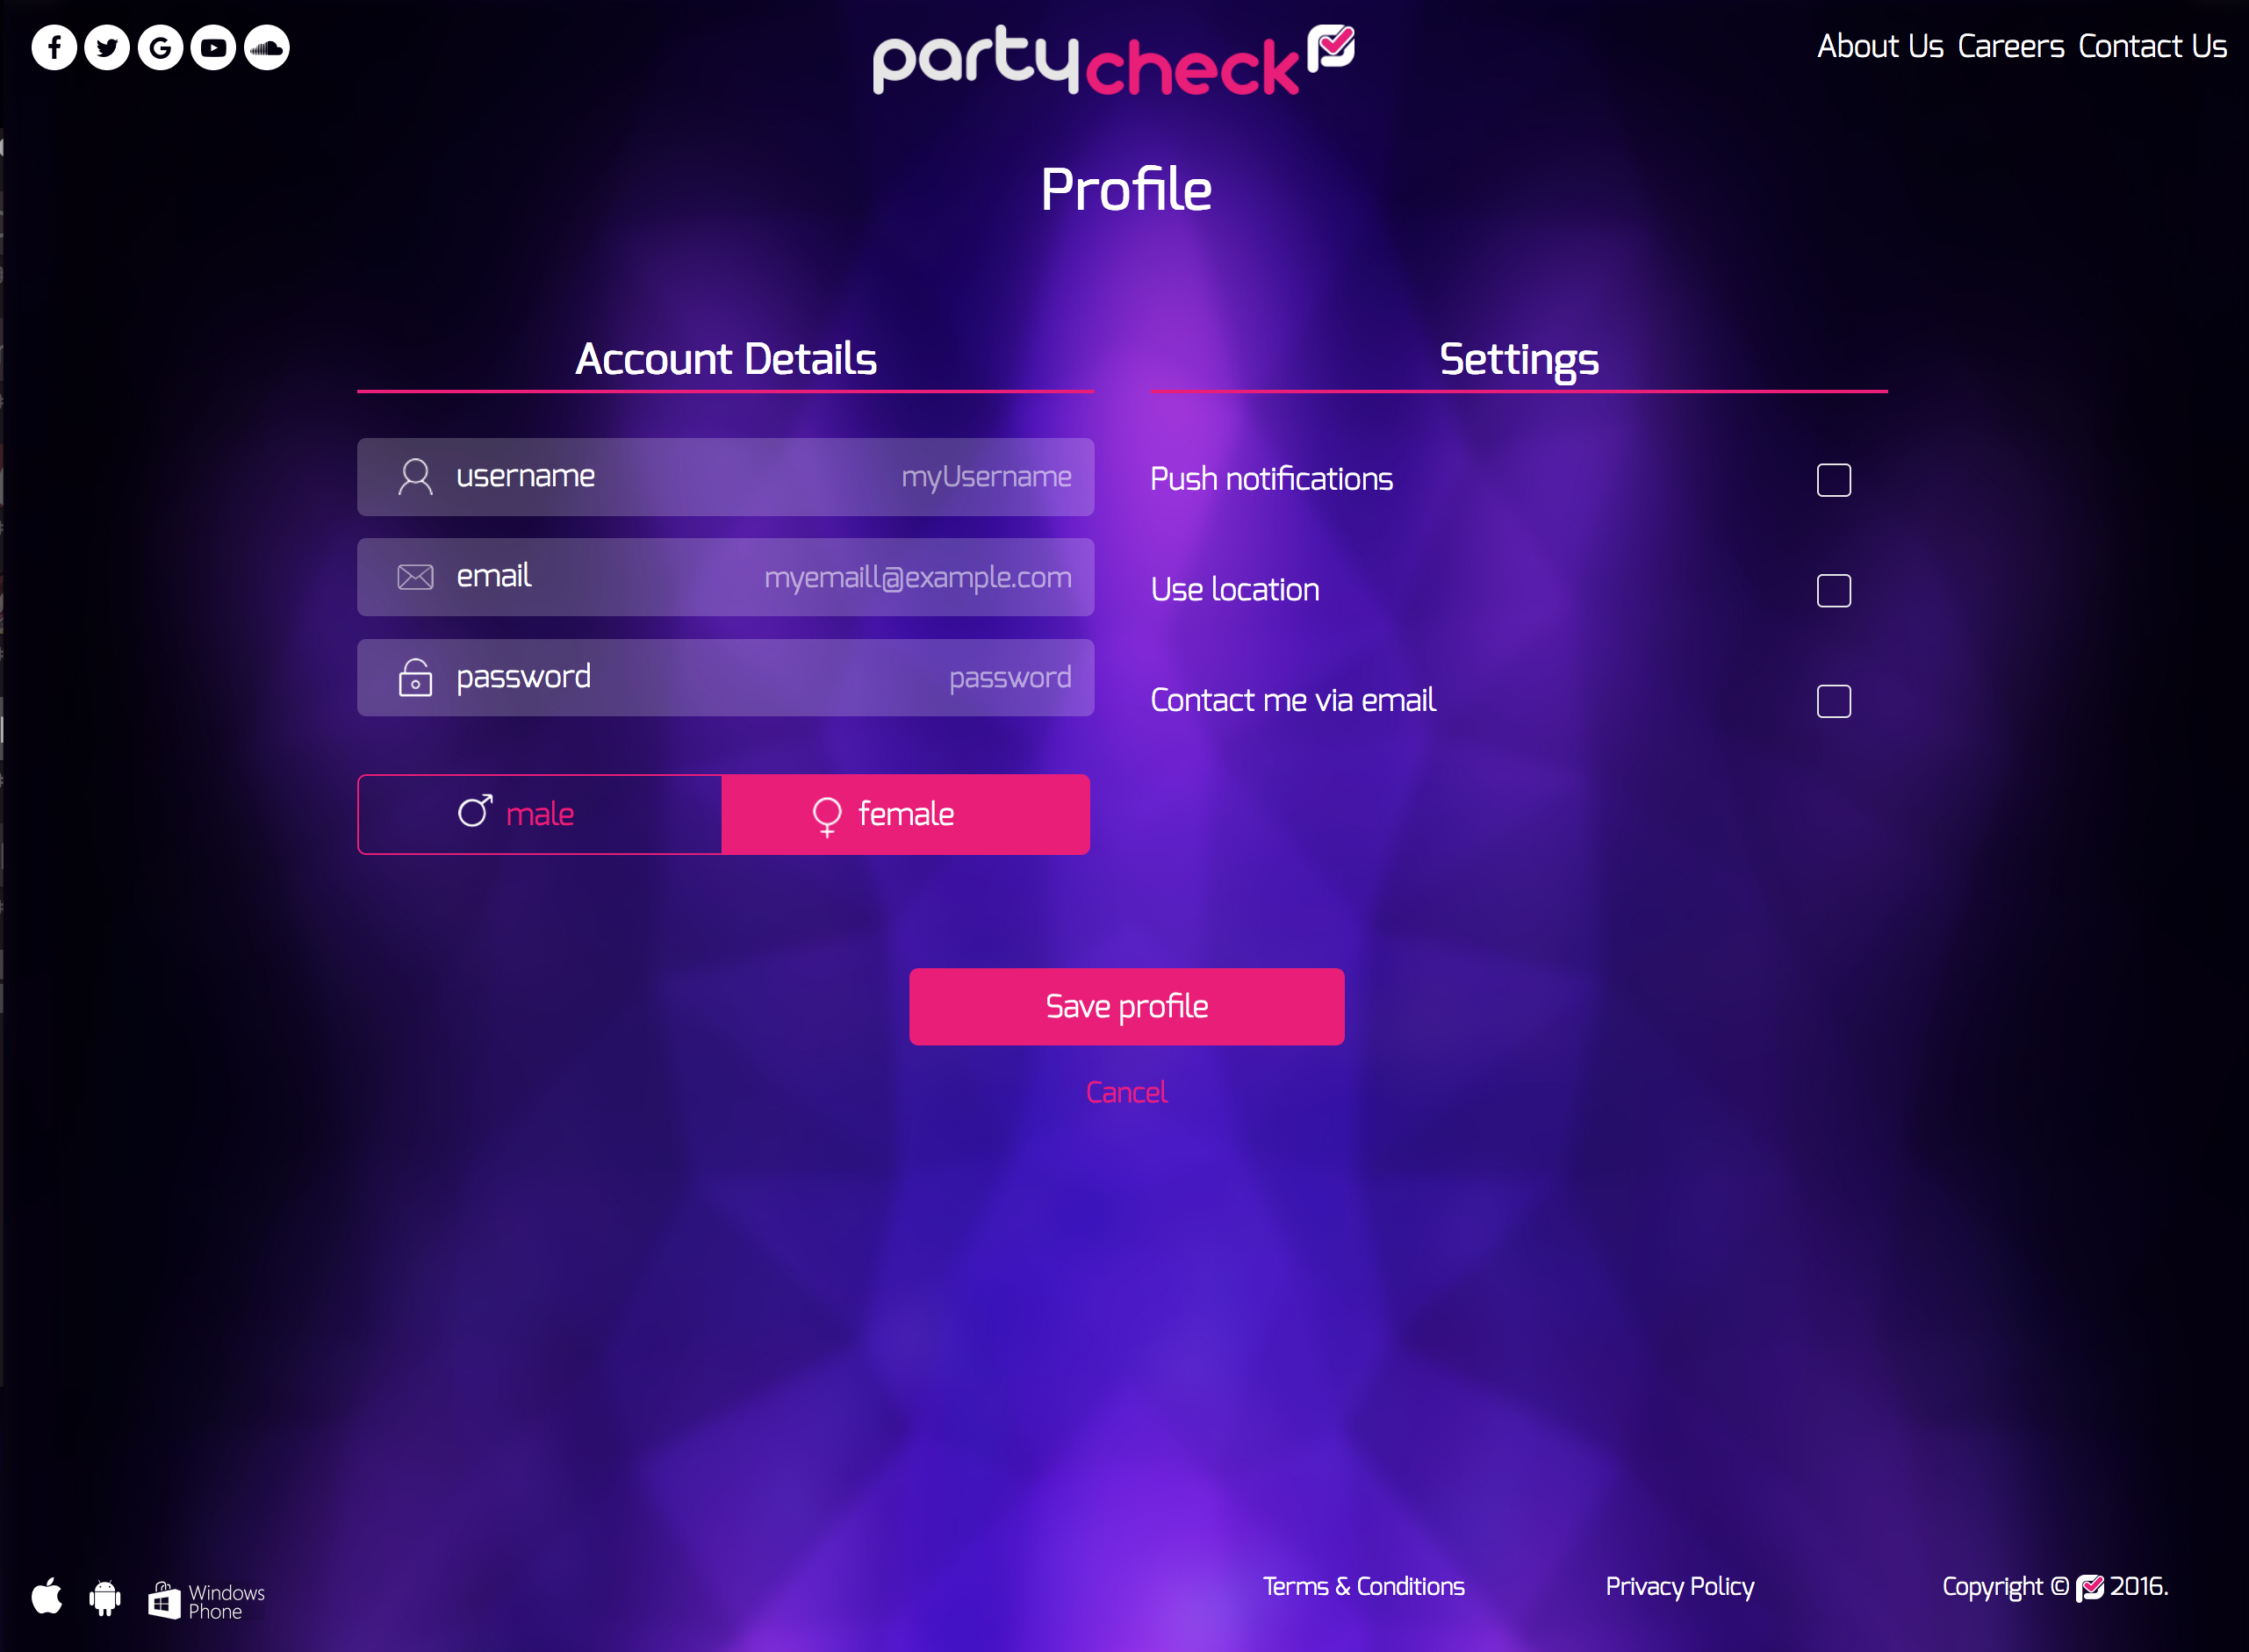 partycheck
About Us Careers Contact Us
Profile
Account Details
Settings
username myUsername
Push notifications
email myemaill@example.com
Use location
password password
Contact me via email
male female
Save profile
Cancel
Windows
Phone
Terms & Conditions
Privacy Policy
Copyright © 2016.